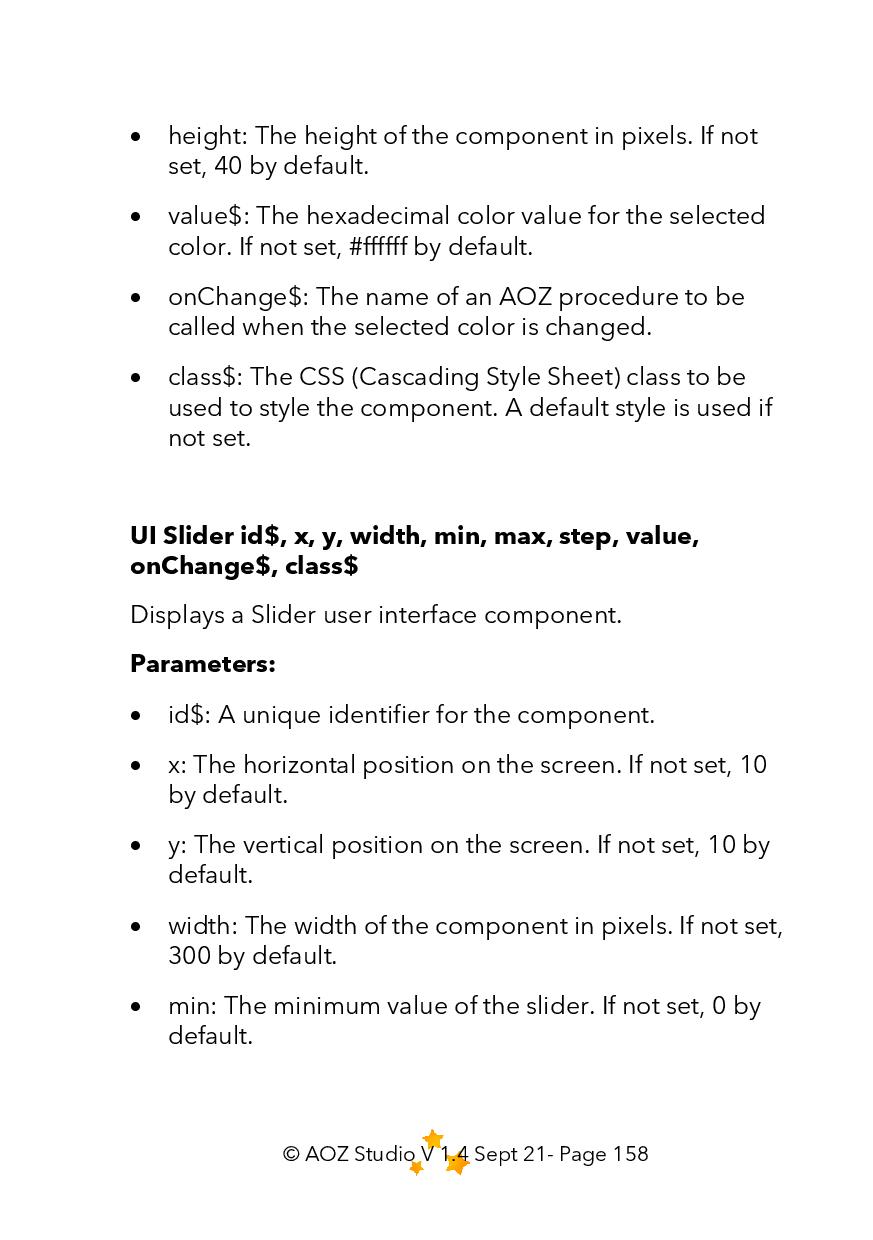 • height: The height of the component in pixels. If not
set, 40 by default.
• value$: The hexadecimal color value for the selected
color. If not set, #ffffff by default.
• onChange$: The name of an AOZ procedure to be
called when the selected color is changed.
• class$: The CSS (Cascading Style Sheet) class to be
used to style the component. A default style is used if
not set.
UI Slider id$, x, y, width, min, max, step, value,
onChange$, class$
Displays a Slider user interface component.
Parameters:
• id$: A unique identifier for the component.
• x: The horizontal position on the screen. If not set, 10
by default.
• y: The vertical position on the screen. If not set, 10 by
default.
• width: The width of the component in pixels. If not set,
300 by default.
• min: The minimum value of the slider. If not set, 0 by
default.
© AOZ Studio V 1.4 Sept 21- Page 158